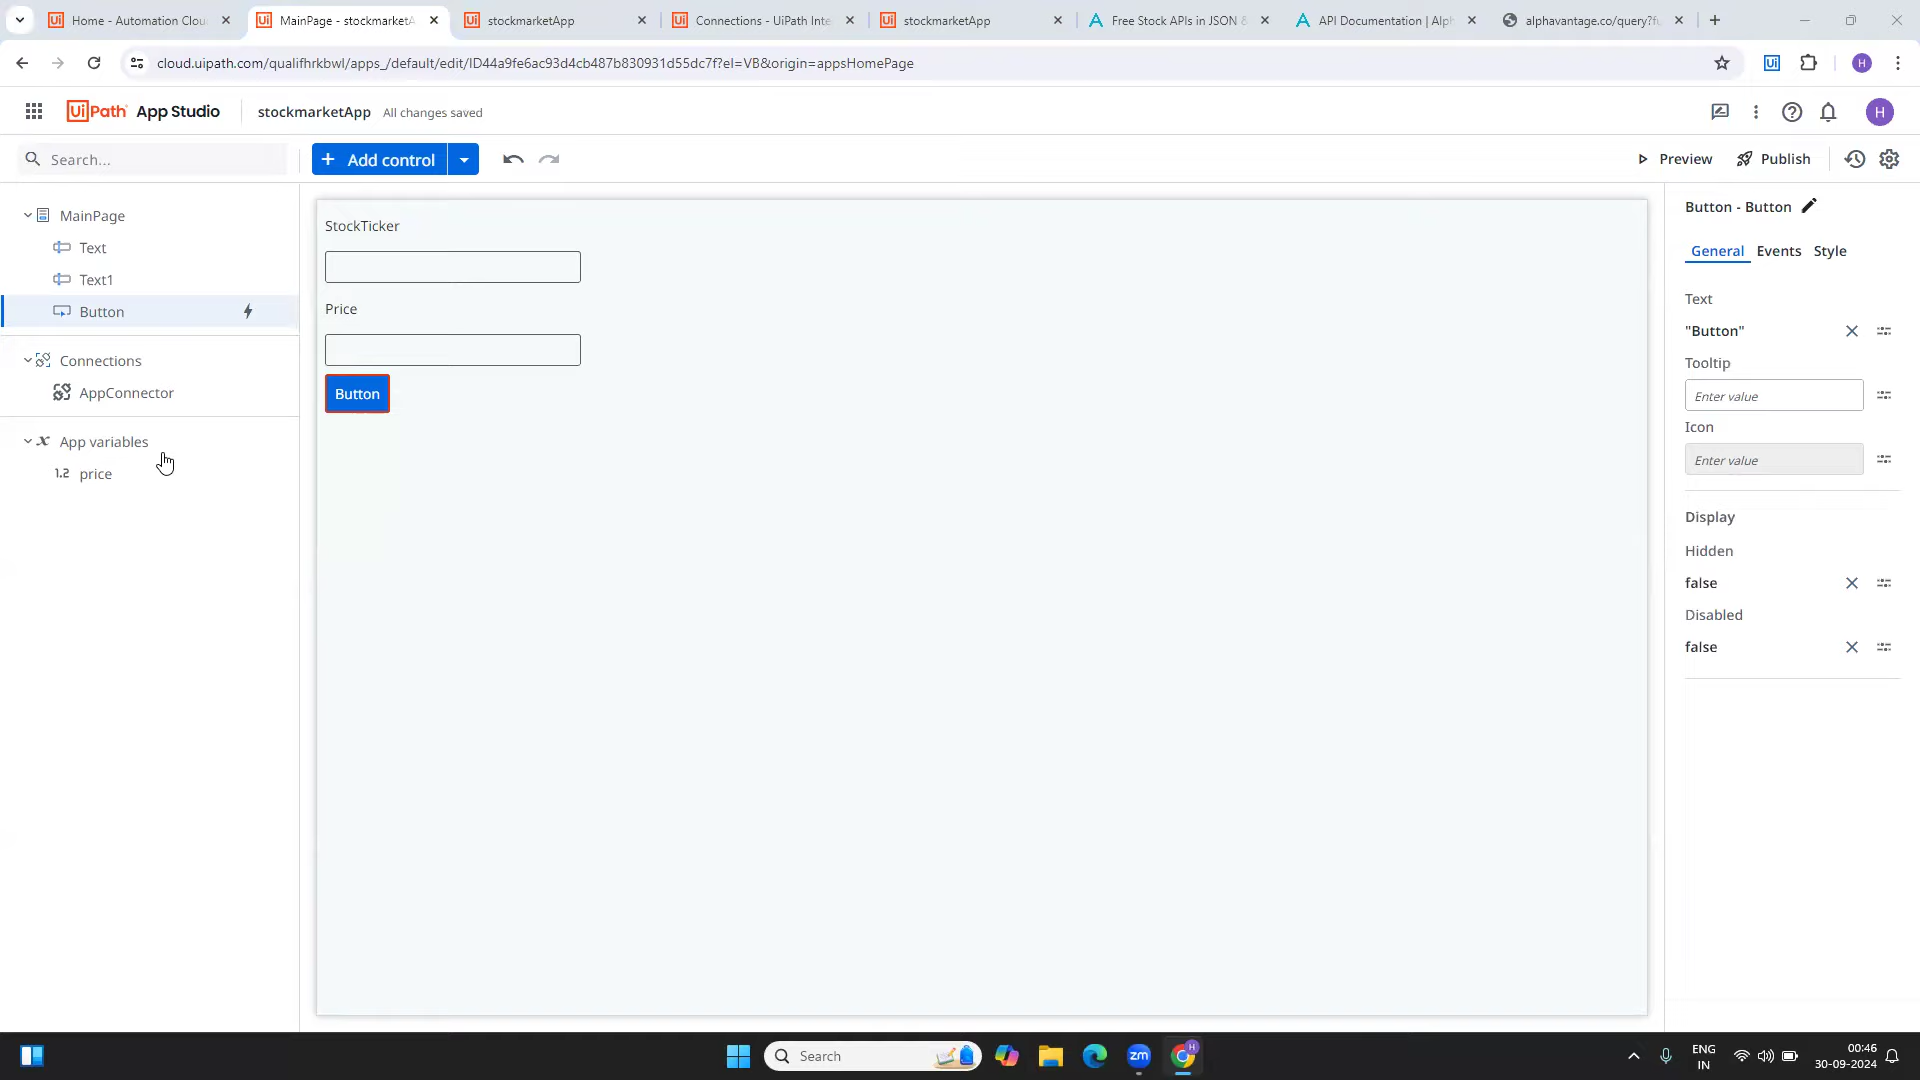 Home - Automation Clou
MainPage - stockmarketA
stockmarketApp
Connections - UiPath Inte
stockmarketApp
Free Stock APIs in JSON &
API Documentation | Alph
alphavantage.co/query?fu
cloud.uipath.com/qualifhrkbwl/apps_/default/edit/ID44a9fe6ac93d4cb487b830931d55dc7f?el=VB&origin=appsHomePage
H
UiPath App Studio
stockmarketApp
All changes saved
H
Search...
+ Add control
Preview
Publish
MainPage
Text
Text1
Button
Connections
AppConnector
App variables
1.2 price
StockTicker
Price
Button
Button - Button
General Events Style
Text
"Button"
Tooltip
Enter value
Icon
Enter value
Display
Hidden
false
Disabled
false
Search
zm
H
ENG
IN
00:46
30-09-2024